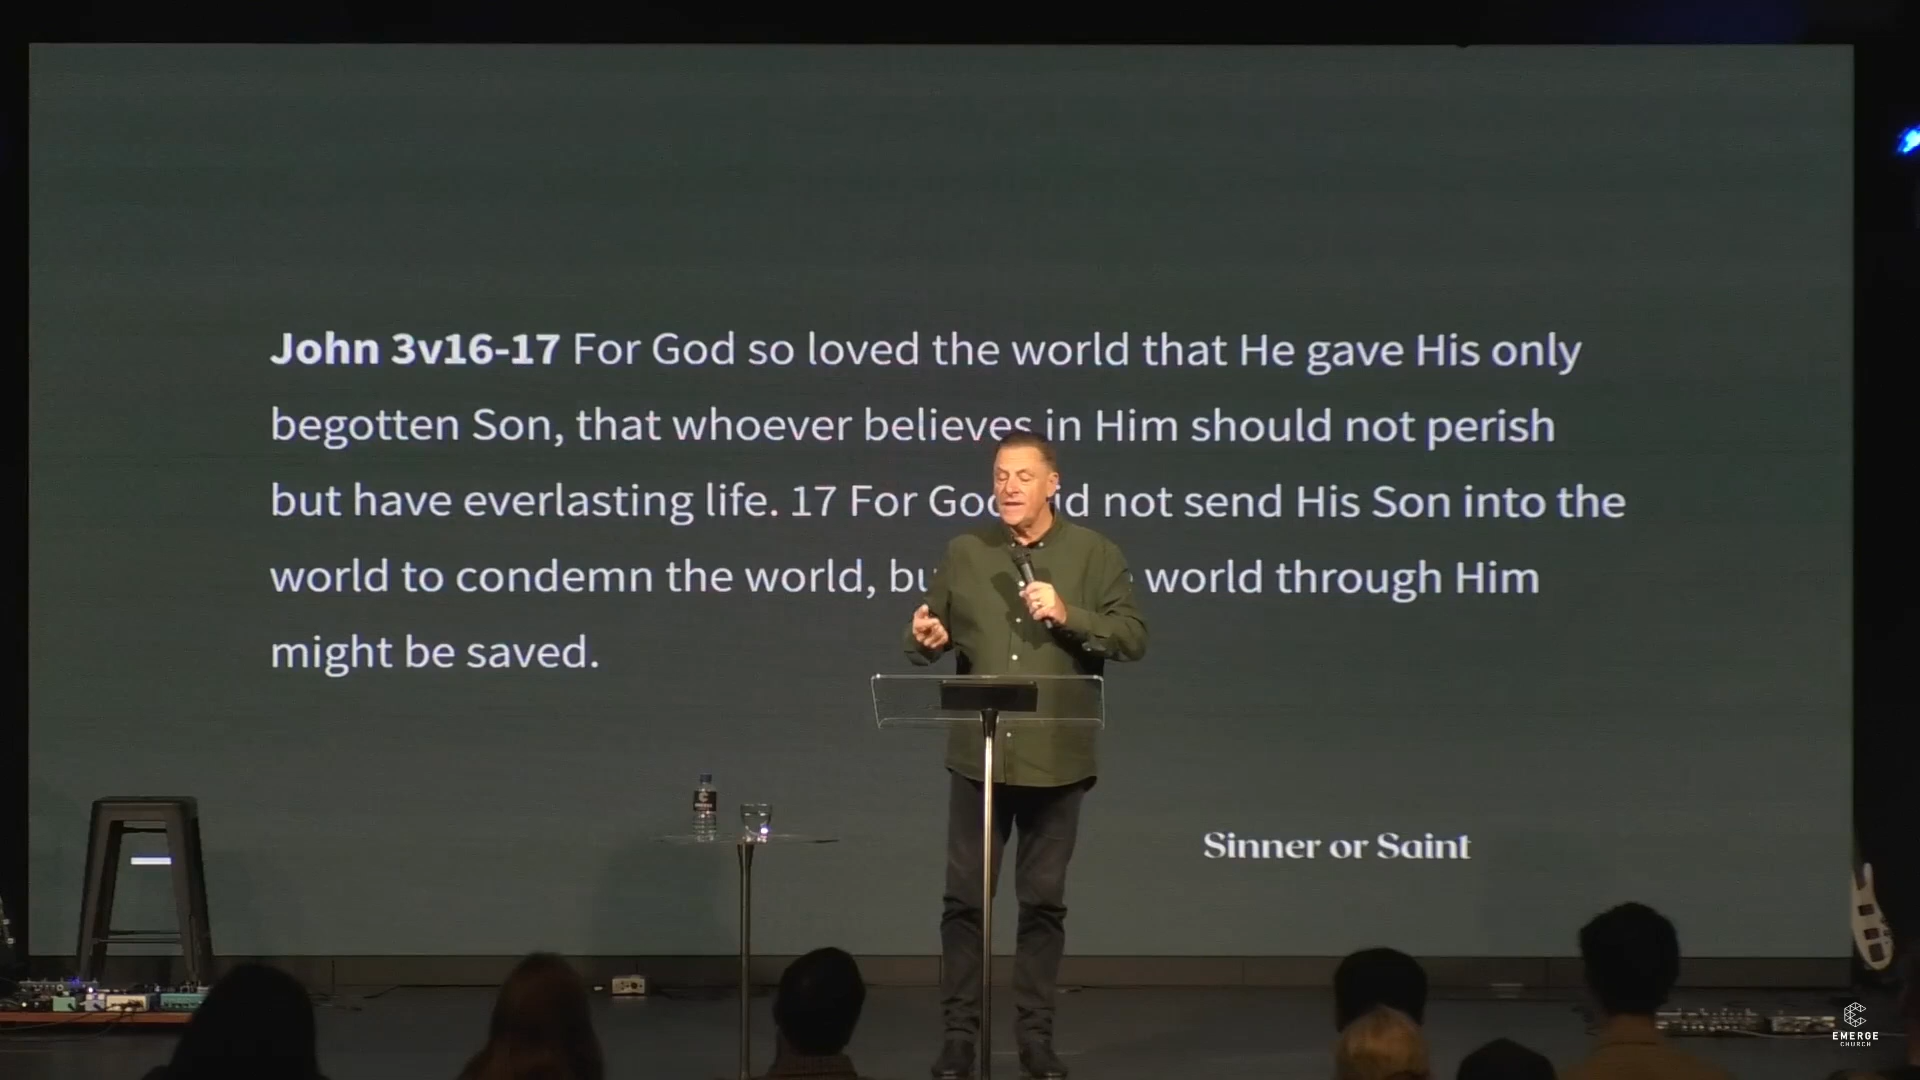 John 3v16-17 For God so loved the world that He gave His only
begotten Son, that whoever believes in Him should not perish
but have everlasting life. 17 For God did not send His Son into the
world to condemn the world, but world through Him
might be saved.
Sinner or Saint
EMERGE
CHURCH